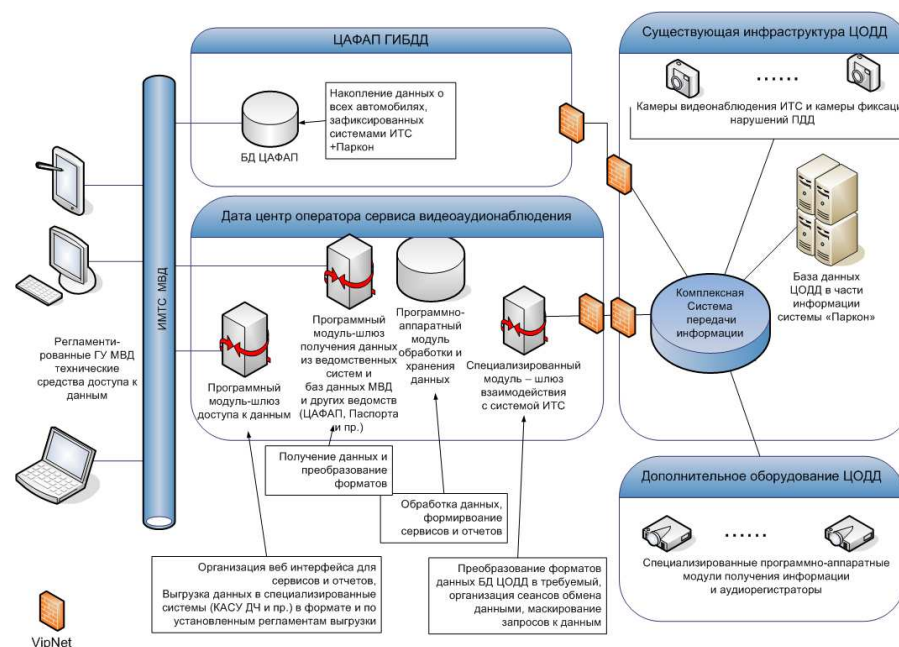 ЦАФАП ГИБДД
Накопление данных о
всех автомобилях,
зафиксированных
системами ИТС
+Паркон
БД ЦАФАП
Существующая инфраструктура ЦОДД
......
Камеры видеонаблюдения ИТС и камеры фиксаци
нарушений ПДД
База данных
ЦОДД в части
информации
системы «Паркон»
Комплексная
Система
передачи
информации
ИМТС МВД
Регламенти-
рованные ГУ МВД
технические
средства доступа к
данным
Дата центр оператора сервиса видеоаудионаблюдения
Программный
модуль-шлюз
доступа к данным
Программный
модуль-шлюз
получения данных
из ведомственных
систем и
баз данных МВД
и других ведомств
(ЦАФАП, Паспорта
и пр.)
Программно-
аппаратный
модуль
обработки и
хранения
данных
Специализированный
модуль – шлюз
взаимодействия
с системой ИТС
Получение данных и
преобразование
форматов
Обработка данных,
формирвоание
сервисов и отчетов
Организация веб интерфейса для
сервисов и отчетов,
Выгрузка данных в специализированные
системы (КАСУ ДЧ и пр.) в формате и по
установленным регламентам выгрузки
Преобразование форматов
данных БД ЦОДД в требуемый,
организация сеансов обмена
данными, маскирование
запросов к данным
Дополнительное оборудование ЦОДД
......
Специализированные програмно-аппаратные
модули получения информации
и аудиорегистраторы
VipNet